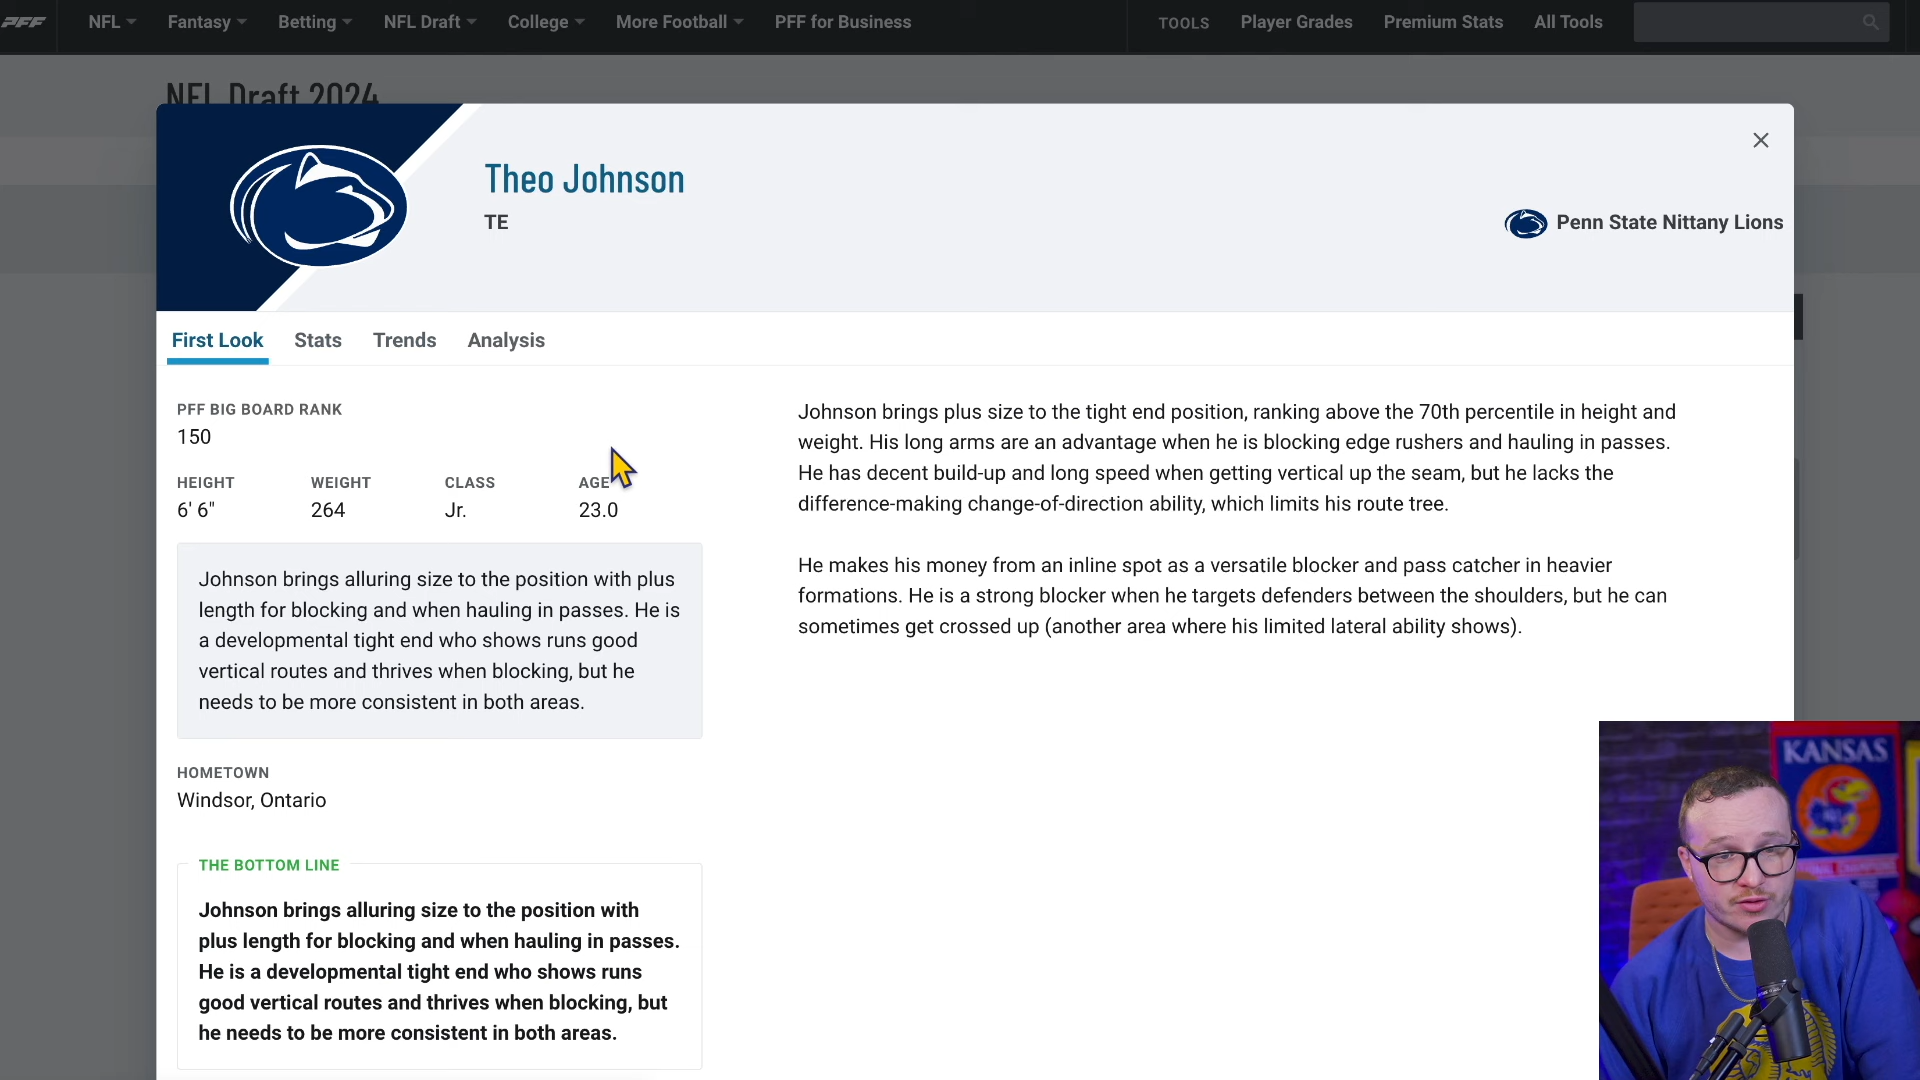 PFF
NFL
Fantasy
Betting
NFL Draft
College
More Football
PFF for Business
TOOLS
Player Grades
Premium Stats
All Tools
NFL Draft 2024
Theo Johnson
TE
Penn State Nittany Lions
First Look
Stats
Trends
Analysis
PFF BIG BOARD RANK
150
HEIGHT
6' 6"
WEIGHT
264
CLASS
Jr.
AGE
23.0
Johnson brings alluring size to the position with plus
length for blocking and when hauling in passes. He is
a developmental tight end who shows runs good
vertical routes and thrives when blocking, but he
needs to be more consistent in both areas.
HOMETOWN
Windsor, Ontario
THE BOTTOM LINE
Johnson brings alluring size to the position with
plus length for blocking and when hauling in passes.
He is a developmental tight end who shows runs
good vertical routes and thrives when blocking, but
he needs to be more consistent in both areas.
Johnson brings plus size to the tight end position, ranking above the 70th percentile in height and
weight. His long arms are an advantage when he is blocking edge rushers and hauling in passes.
He has decent build-up and long speed when getting vertical up the seam, but he lacks the
difference-making change-of-direction ability, which limits his route tree.
He makes his money from an inline spot as a versatile blocker and pass catcher in heavier
formations. He is a strong blocker when he targets defenders between the shoulders, but he can
sometimes get crossed up (another area where his limited lateral ability shows).
KANSAS